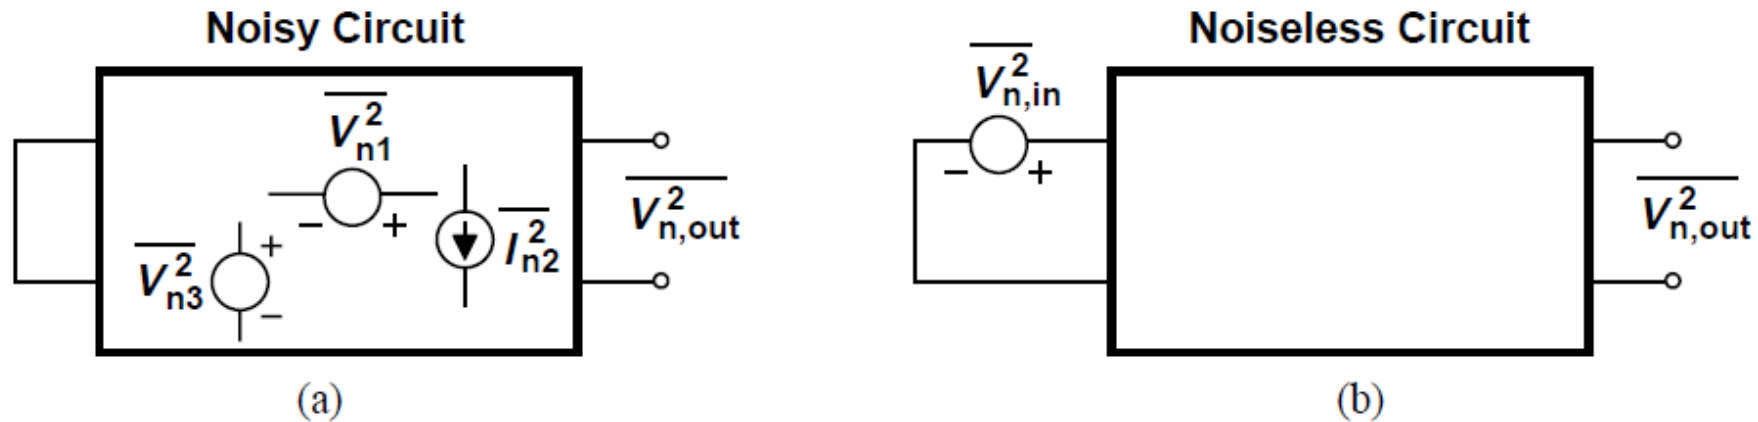 Noisy Circuit
Noiseless Circuit
V²n1
V²n3
I²n2
V²n,out
V²n,in
V²n,out
+
−
−
+
−
+
(a)
(b)